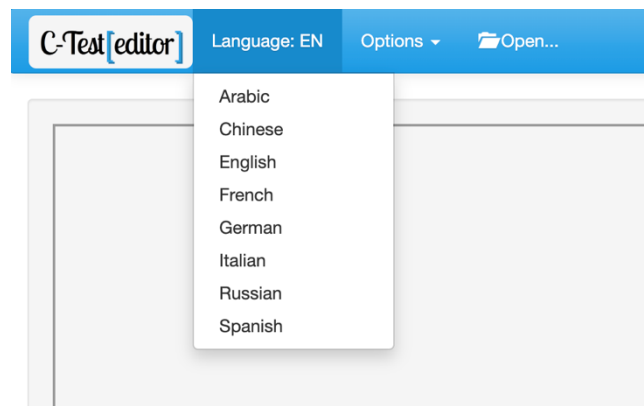 C-Test[editor] Language: EN Options Open...
Arabic
Chinese
English
French
German
Italian
Russian
Spanish